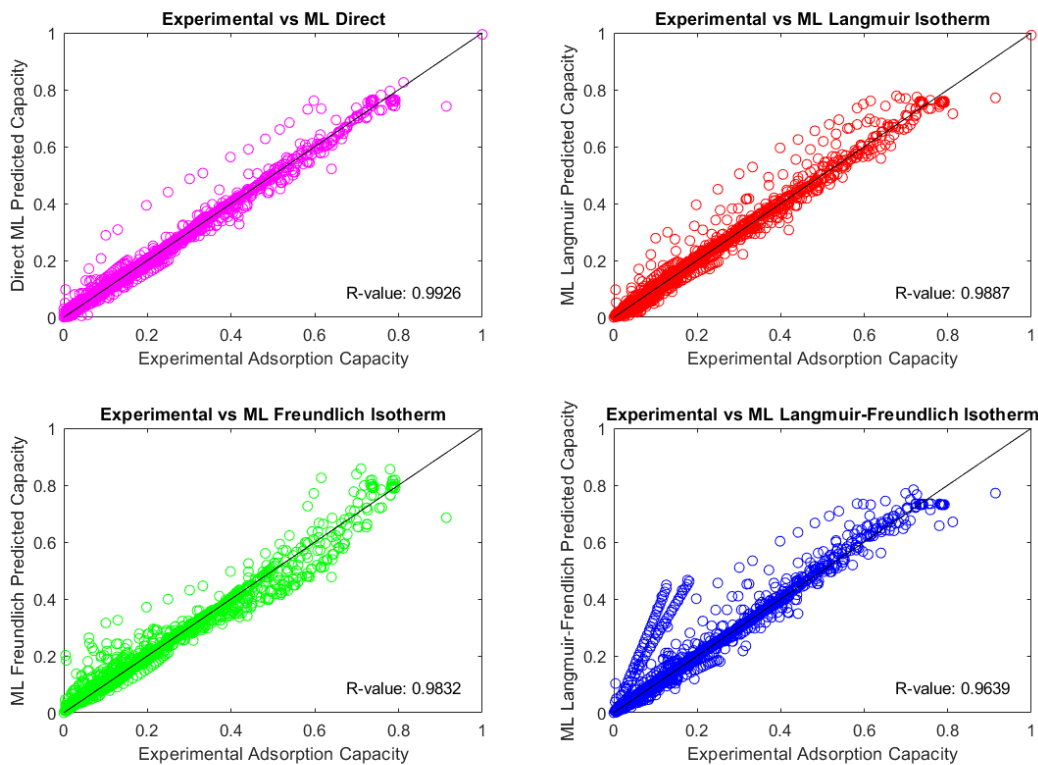 Experimental vs ML Direct
Direct ML Predicted Capacity
1
0.8
0.6
0.4
0.2
0
R-value: 0.9926
0 0.2 0.4 0.6 0.8 1
Experimental Adsorption Capacity
Experimental vs ML Langmuir Isotherm
ML Langmuir Predicted Capacity
1
0.8
0.6
0.4
0.2
0
R-value: 0.9887
0 0.2 0.4 0.6 0.8 1
Experimental Adsorption Capacity
Experimental vs ML Freundlich Isotherm
ML Freundlich Predicted Capacity
1
0.8
0.6
0.4
0.2
0
R-value: 0.9832
0 0.2 0.4 0.6 0.8 1
Experimental Adsorption Capacity
Experimental vs ML Langmuir-Freundlich Isotherm
ML Langmuir-Frendlich Predicted Capacity
1
0.8
0.6
0.4
0.2
0
R-value: 0.9639
0 0.2 0.4 0.6 0.8 1
Experimental Adsorption Capacity